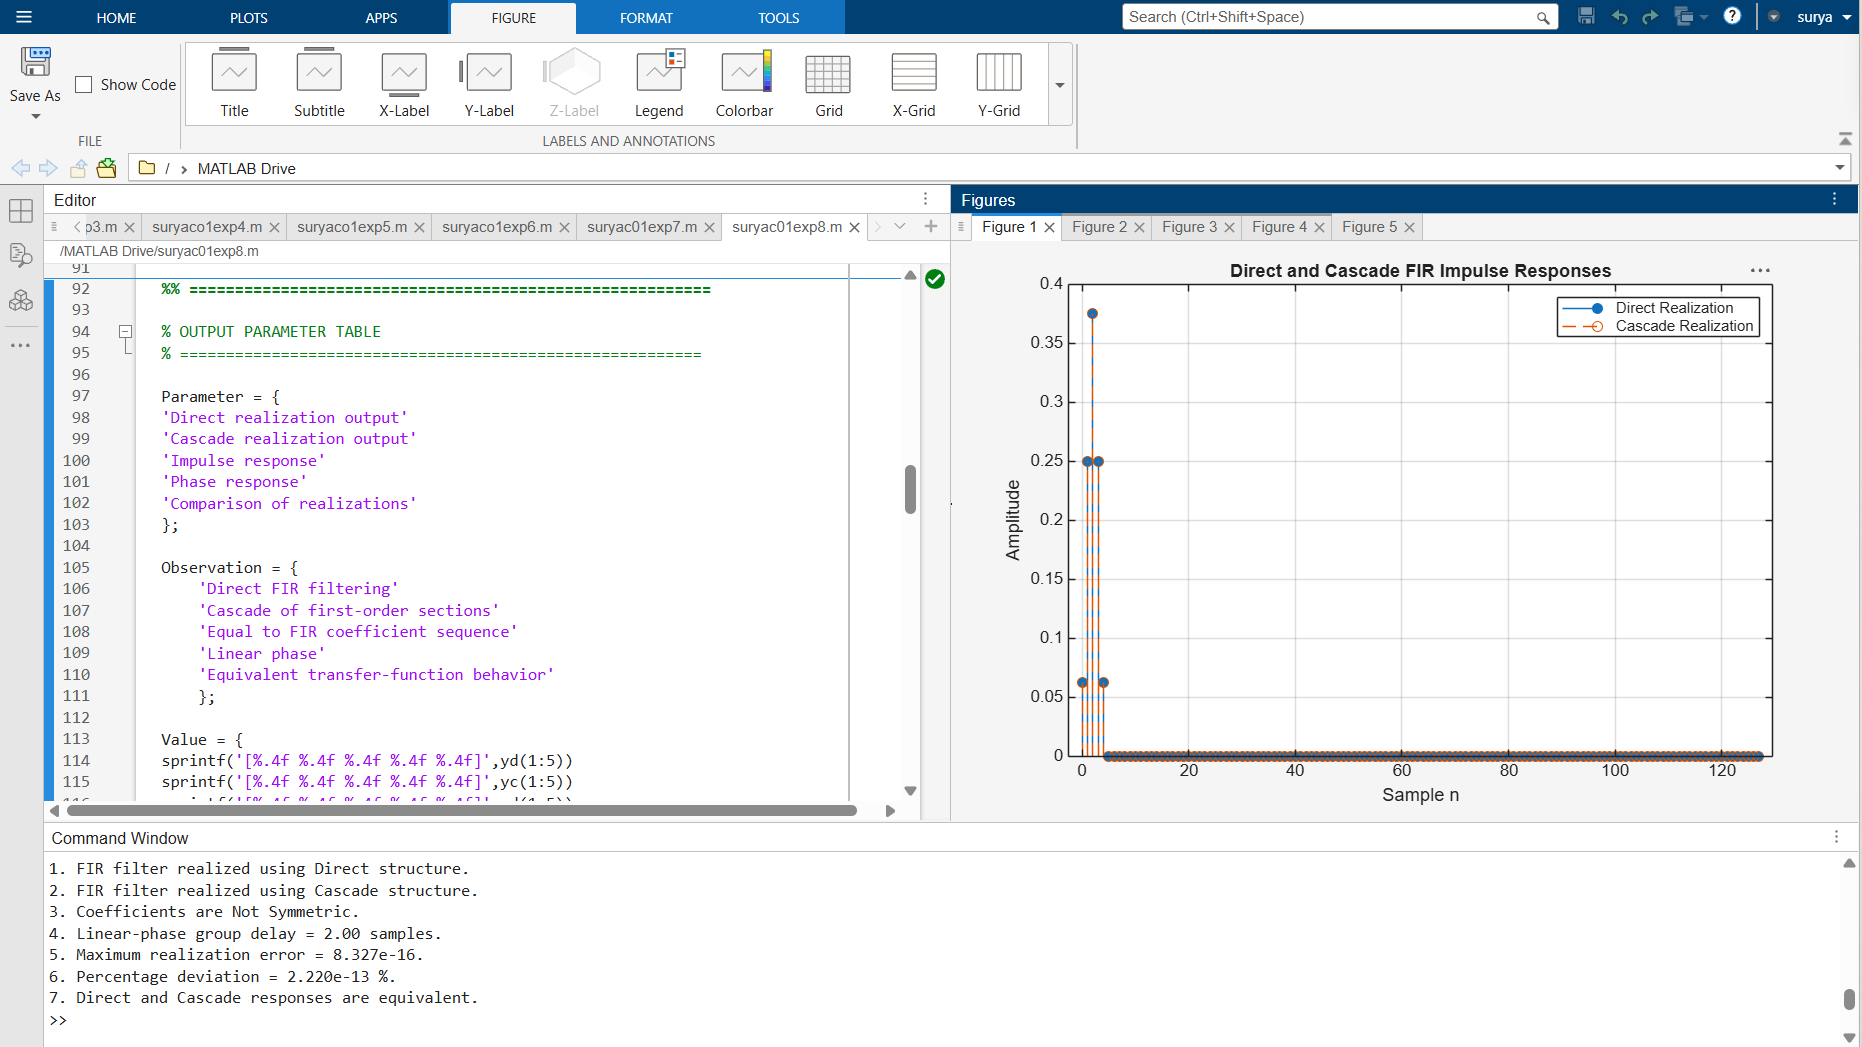 HOME PLOTS APPS FIGURE FORMAT TOOLS Search (Ctrl+Shift+Space) ? surya
Save As Show Code Title Subtitle X-Label Y-Label Z-Label Legend Colorbar Grid X-Grid Y-Grid
FILE LABELS AND ANNOTATIONS
/ › MATLAB Drive
Editor
p3.m suryaco1exp4.m suryaco1exp5.m suryaco1exp6.m suryac01exp7.m suryac01exp8.m
/MATLAB Drive/suryac01exp8.m
91
92 %% =========================================================
93
94 % OUTPUT PARAMETER TABLE
95 % =========================================================
96
97 Parameter = {
98 'Direct realization output'
99 'Cascade realization output'
100 'Impulse response'
101 'Phase response'
102 'Comparison of realizations'
103 };
104
105 Observation = {
106 'Direct FIR filtering'
107 'Cascade of first-order sections'
108 'Equal to FIR coefficient sequence'
109 'Linear phase'
110 'Equivalent transfer-function behavior'
111 };
112
113 Value = {
114 sprintf('[%.4f %.4f %.4f %.4f %.4f]',yd(1:5))
115 sprintf('[%.4f %.4f %.4f %.4f %.4f]',yc(1:5))
Figures
Figure 1 Figure 2 Figure 3 Figure 4 Figure 5
Direct and Cascade FIR Impulse Responses
Direct Realization
Cascade Realization
0.4
0.35
0.3
0.25
0.2
0.15
0.1
0.05
0
Amplitude
0 20 40 60 80 100 120
Sample n
Command Window
1. FIR filter realized using Direct structure.
2. FIR filter realized using Cascade structure.
3. Coefficients are Not Symmetric.
4. Linear-phase group delay = 2.00 samples.
5. Maximum realization error = 8.327e-16.
6. Percentage deviation = 2.220e-13 %.
7. Direct and Cascade responses are equivalent.
>>